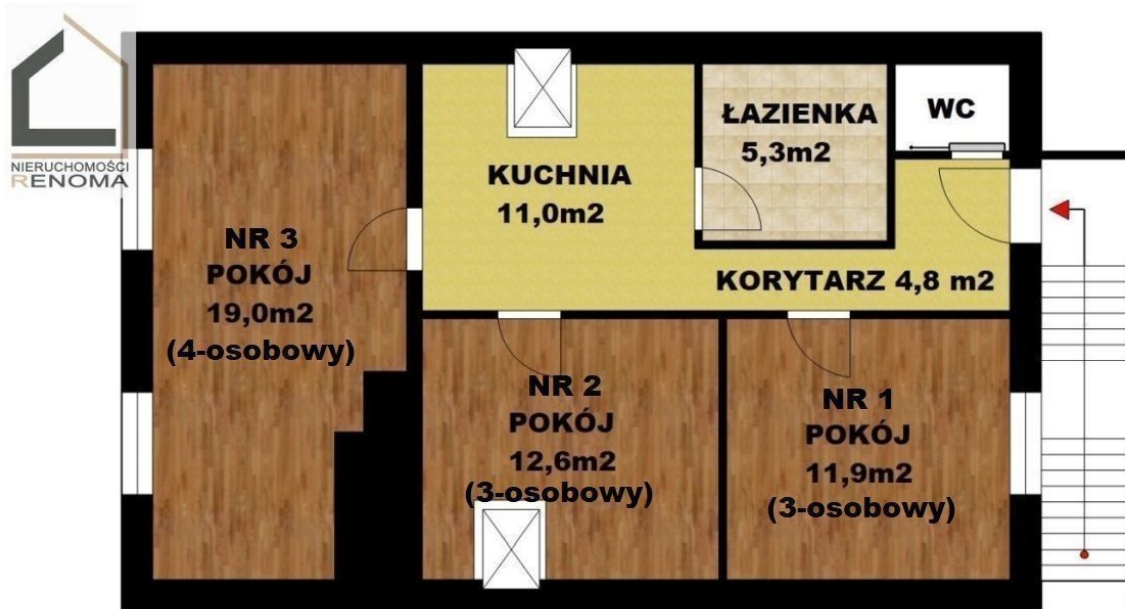 NIERUCHOMOŚCI
RENOMA
KUCHNIA
11,0m2
ŁAZIENKA
5,3m2
WC
KORYTARZ 4,8 m2
NR 3
POKÓJ
19,0m2
(4-osobowy)
NR 2
POKÓJ
12,6m2
(3-osobowy)
NR 1
POKÓJ
11,9m2
(3-osobowy)